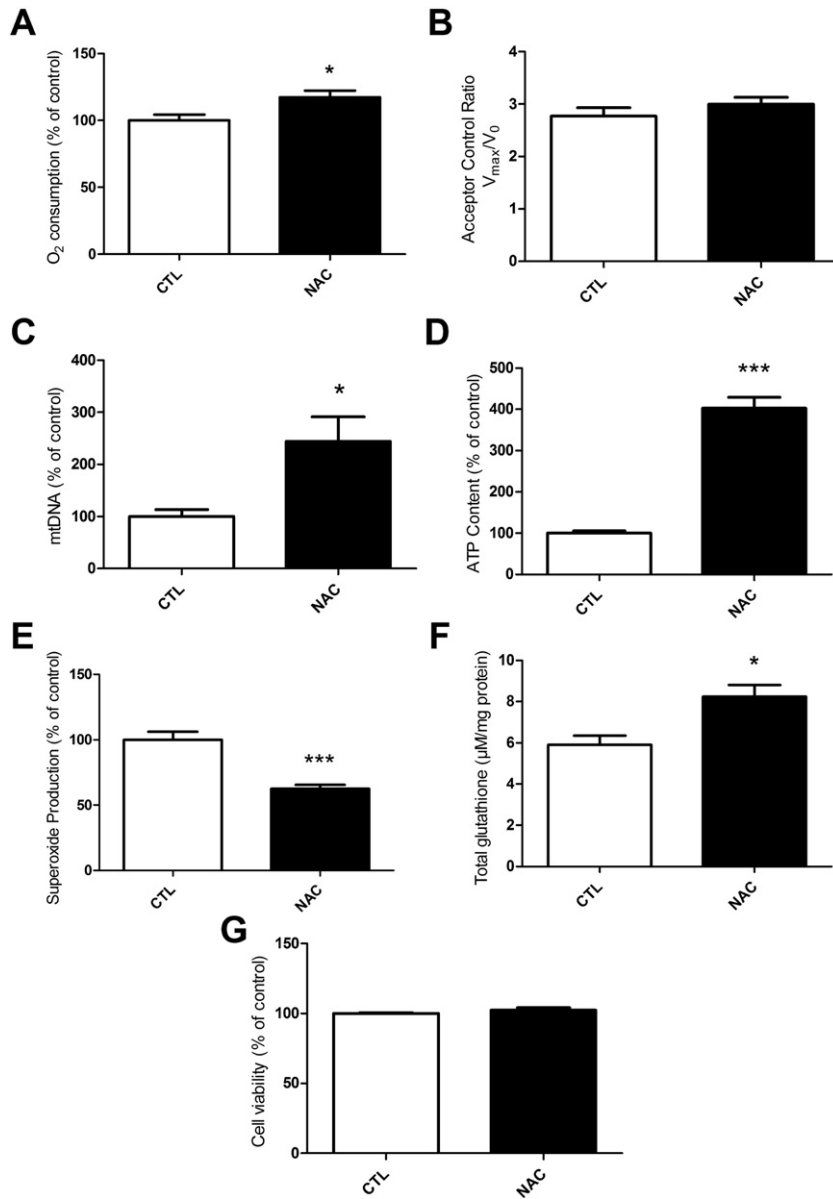 A
O₂ consumption (% of control)
150
100
50
0
*
CTL
NAC
B
Acceptor Control Ratio
Vmax/V₀
4
3
2
1
0
CTL
NAC
C
mtDNA (% of control)
400
300
200
100
0
*
CTL
NAC
D
ATP Content (% of control)
500
400
300
200
100
0
***
CTL
NAC
E
Superoxide Production (% of control)
150
100
50
0
***
CTL
NAC
F
Total glutathione (µM/mg protein)
10
8
6
4
2
0
*
CTL
NAC
G
Cell viability (% of control)
150
100
50
0
CTL
NAC